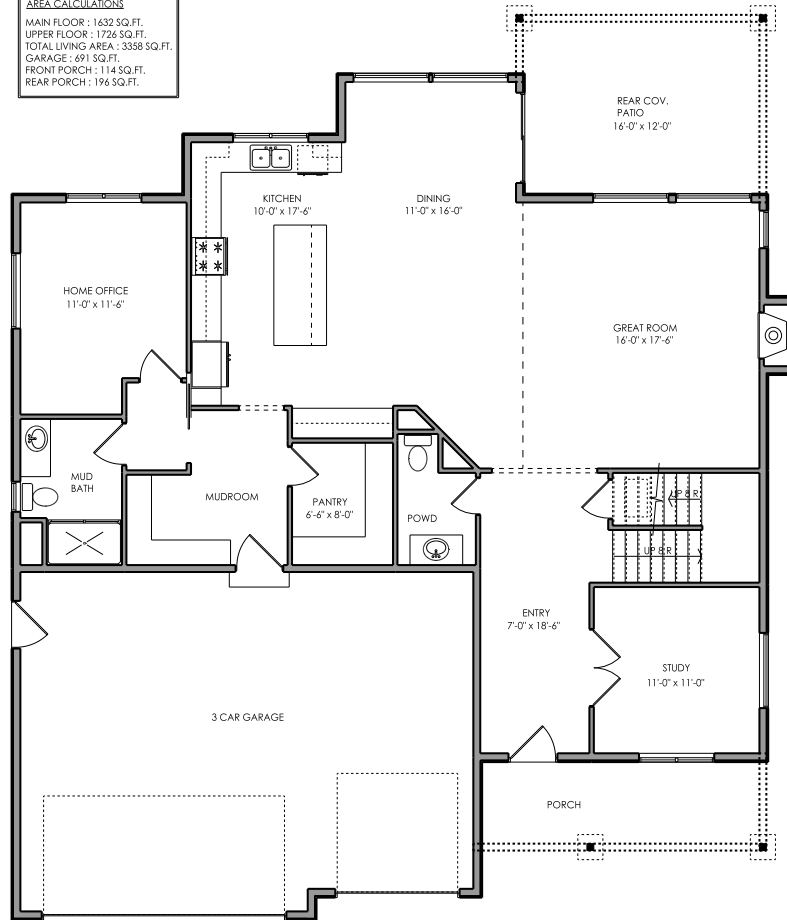 AREA CALCULATIONS
MAIN FLOOR : 1632 SQ.FT.
UPPER FLOOR : 1726 SQ.FT.
TOTAL LIVING AREA : 3358 SQ.FT.
GARAGE : 691 SQ.FT.
FRONT PORCH : 114 SQ.FT.
REAR PORCH : 196 SQ.FT.
REAR COV.
PATIO
16'-0" x 12'-0"
KITCHEN
10'-0" x 17'-6"
DINING
11'-0" x 16'-0"
HOME OFFICE
11'-0" x 11'-6"
GREAT ROOM
16'-0" x 17'-6"
MUD
BATH
MUDROOM
PANTRY
6'-6" x 8'-0"
POWD
UP 8 R
UP 8 R
ENTRY
7'-0" x 18'-6"
STUDY
11'-0" x 11'-0"
3 CAR GARAGE
PORCH